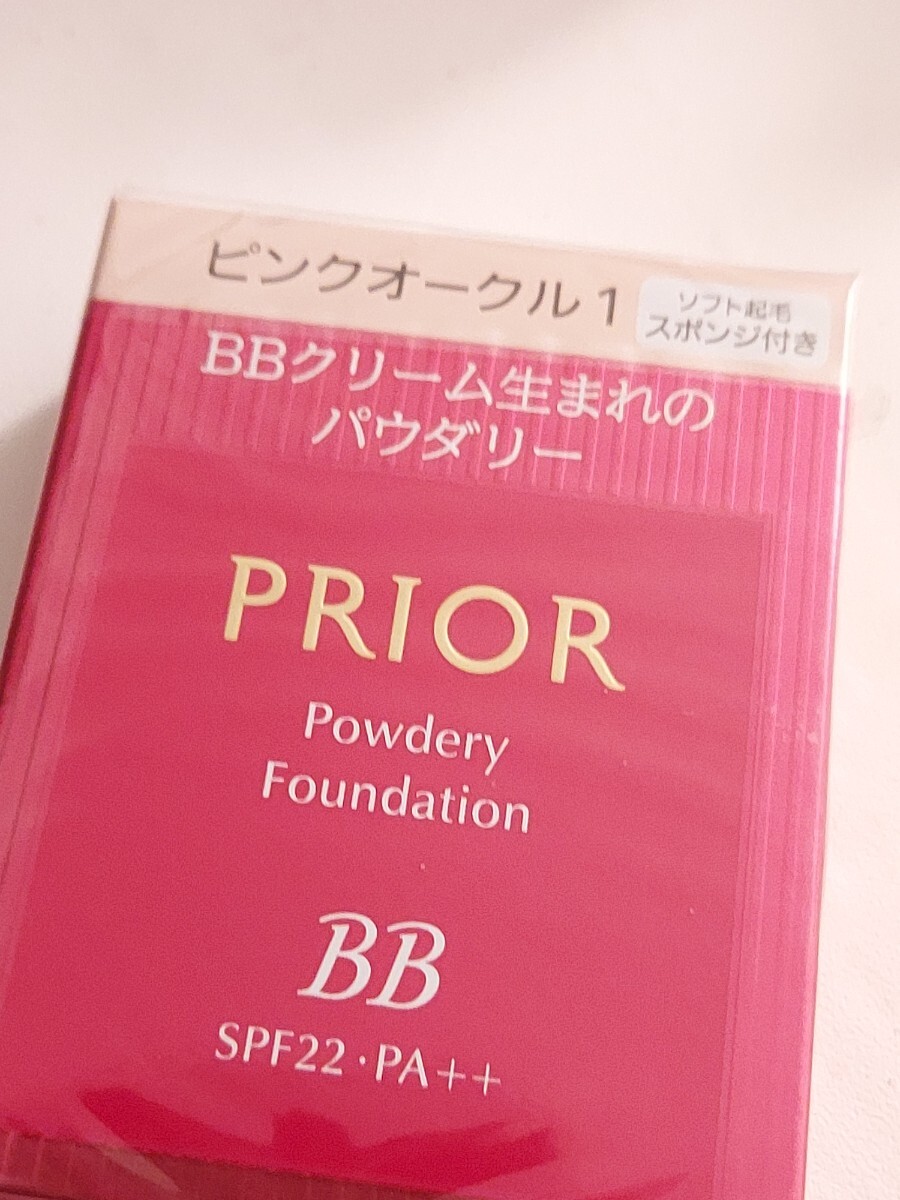 ピンクオークル1
ソフト起毛
スポンジ付き
BBクリーム生まれの
パウダリー
PRIOR
Powdery
Foundation
BB
SPF22・PA++